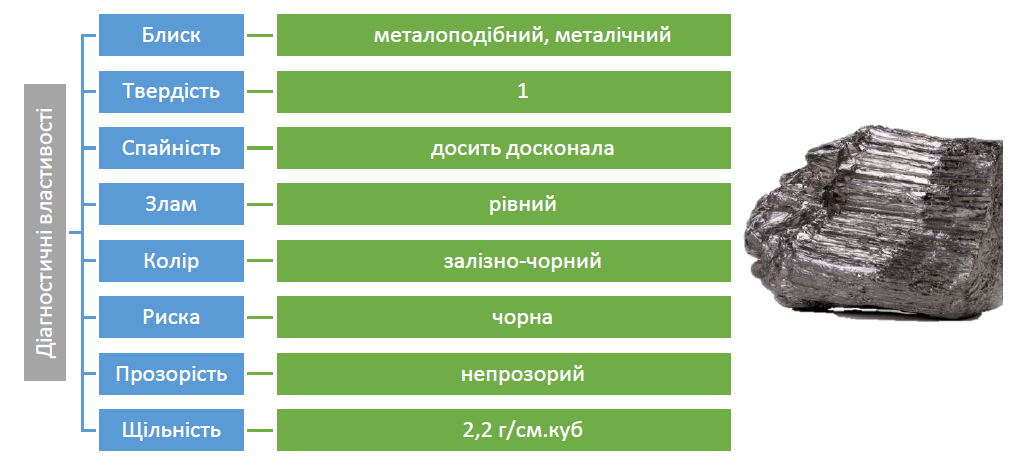 Діагностичні властивості
Блиск
металоподібний, металічний
Твердість
1
Спайність
досить досконала
Злам
рівний
Колір
залізно-чорний
Риска
чорна
Прозорість
непрозорий
Щільність
2,2 г/см.куб